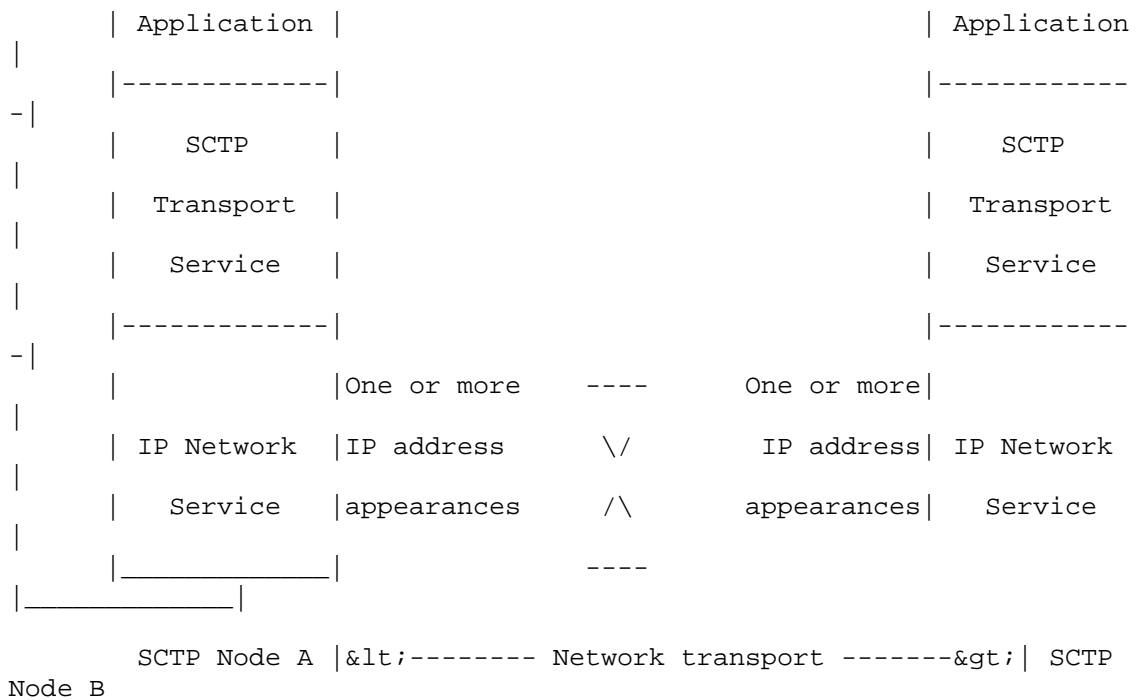 | Application |                                    | Application
|
      |-------------|                                    |------------
-|
      |    SCTP     |                                    |    SCTP
|
      |  Transport  |                                    |  Transport
|
      |   Service   |                                    |   Service
|
      |-------------|                                    |------------
-|
      |             |One or more    ----      One or more|
|
      | IP Network  |IP address      \/        IP address| IP Network
|
      |   Service   |appearances     /\       appearances|   Service
|
      |_____________|               ----
|_____________|

        SCTP Node A |&lt;-------- Network transport -------&gt;| SCTP
Node B